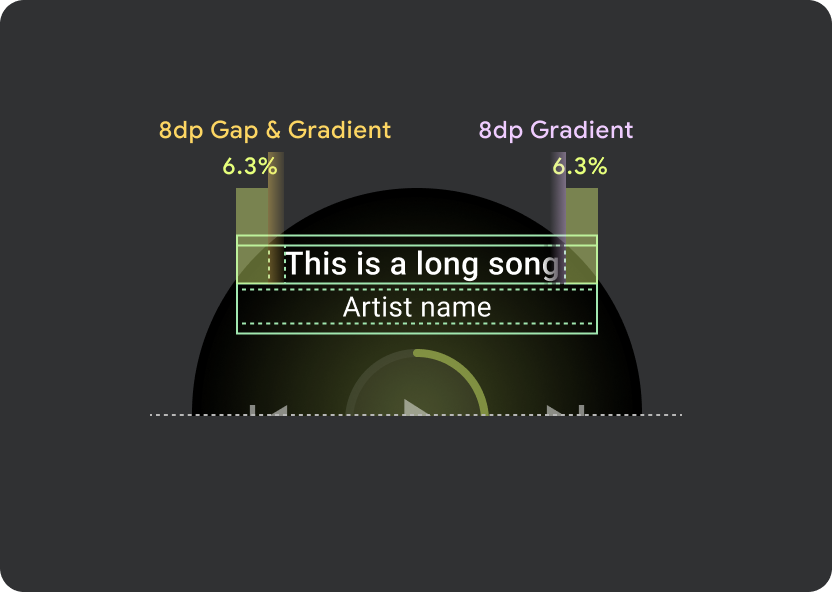 8dp Gap & Gradient
8dp Gradient
6.3%
6.3%
This is a long song
Artist name